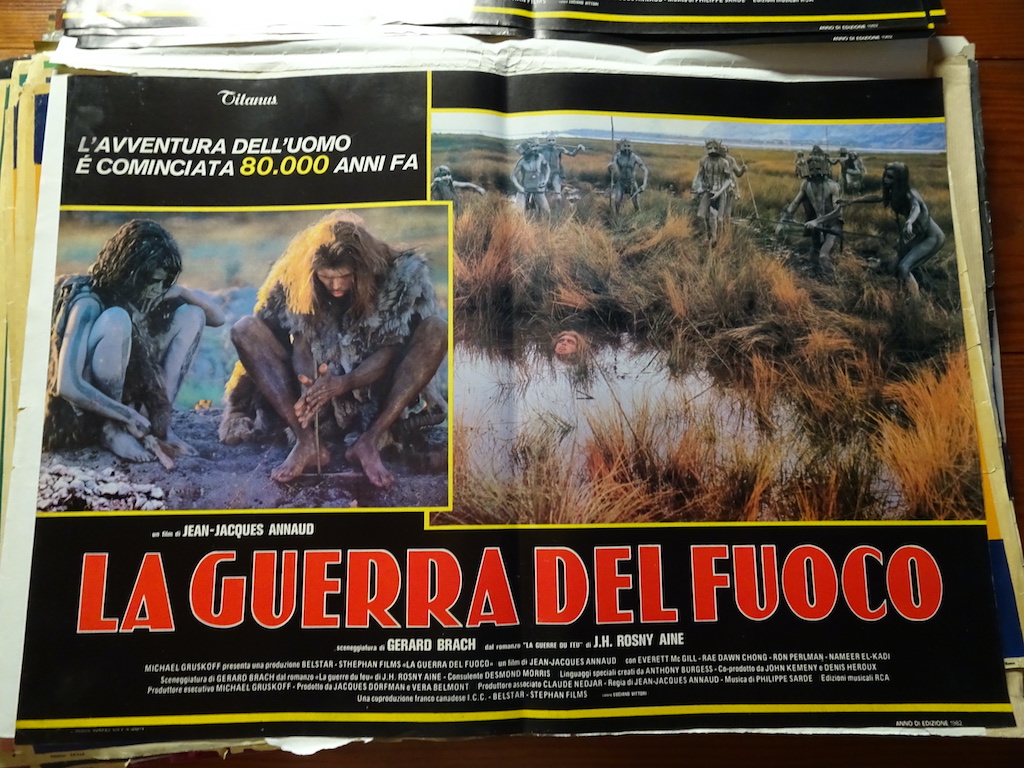 ANNO DI EDIZIONE 1982
Titanus
L'AVVENTURA DELL'UOMO
É COMINCIATA 80.000 ANNI FA
un film di JEAN-JACQUES ANNAUD
LA GUERRA DEL FUOCO
sceneggiatura di GERARD BRACH dal romanzo "LA GUERRE DU FEU" di J.H. ROSNY AINE
MICHAEL GRUSKOFF presenta una produzione BELSTAR - STHEPHAN FILMS «LA GUERRA DEL FUOCO» un film di JEAN-JACQUES ANNAUD con EVERETT Mc GILL - RAE DAWN CHONG - RON PERLMAN - NAMEER EL-KADI
Sceneggiatura di GERARD BRACH dal romanzo «La guerre du feu» di J.H. ROSNY AINE - Consulente DESMOND MORRIS Linguaggi speciali creati da ANTHONY BURGESS - Co-prodotto da JOHN KEMENY e DENIS HEROUX
Produttore esecutivo MICHAEL GRUSKOFF - Prodotto da JACQUES DORFMAN e VERA BELMONT Produttore associato CLAUDE NEDJAR - Regia di JEAN-JACQUES ANNAUD - Musica di PHILIPPE SARDE Edizioni musicali RCA
Una coproduzione franco canadese I.C.C. - BELSTAR - STEPHAN FILMS
ANNO DI EDIZIONE 1982